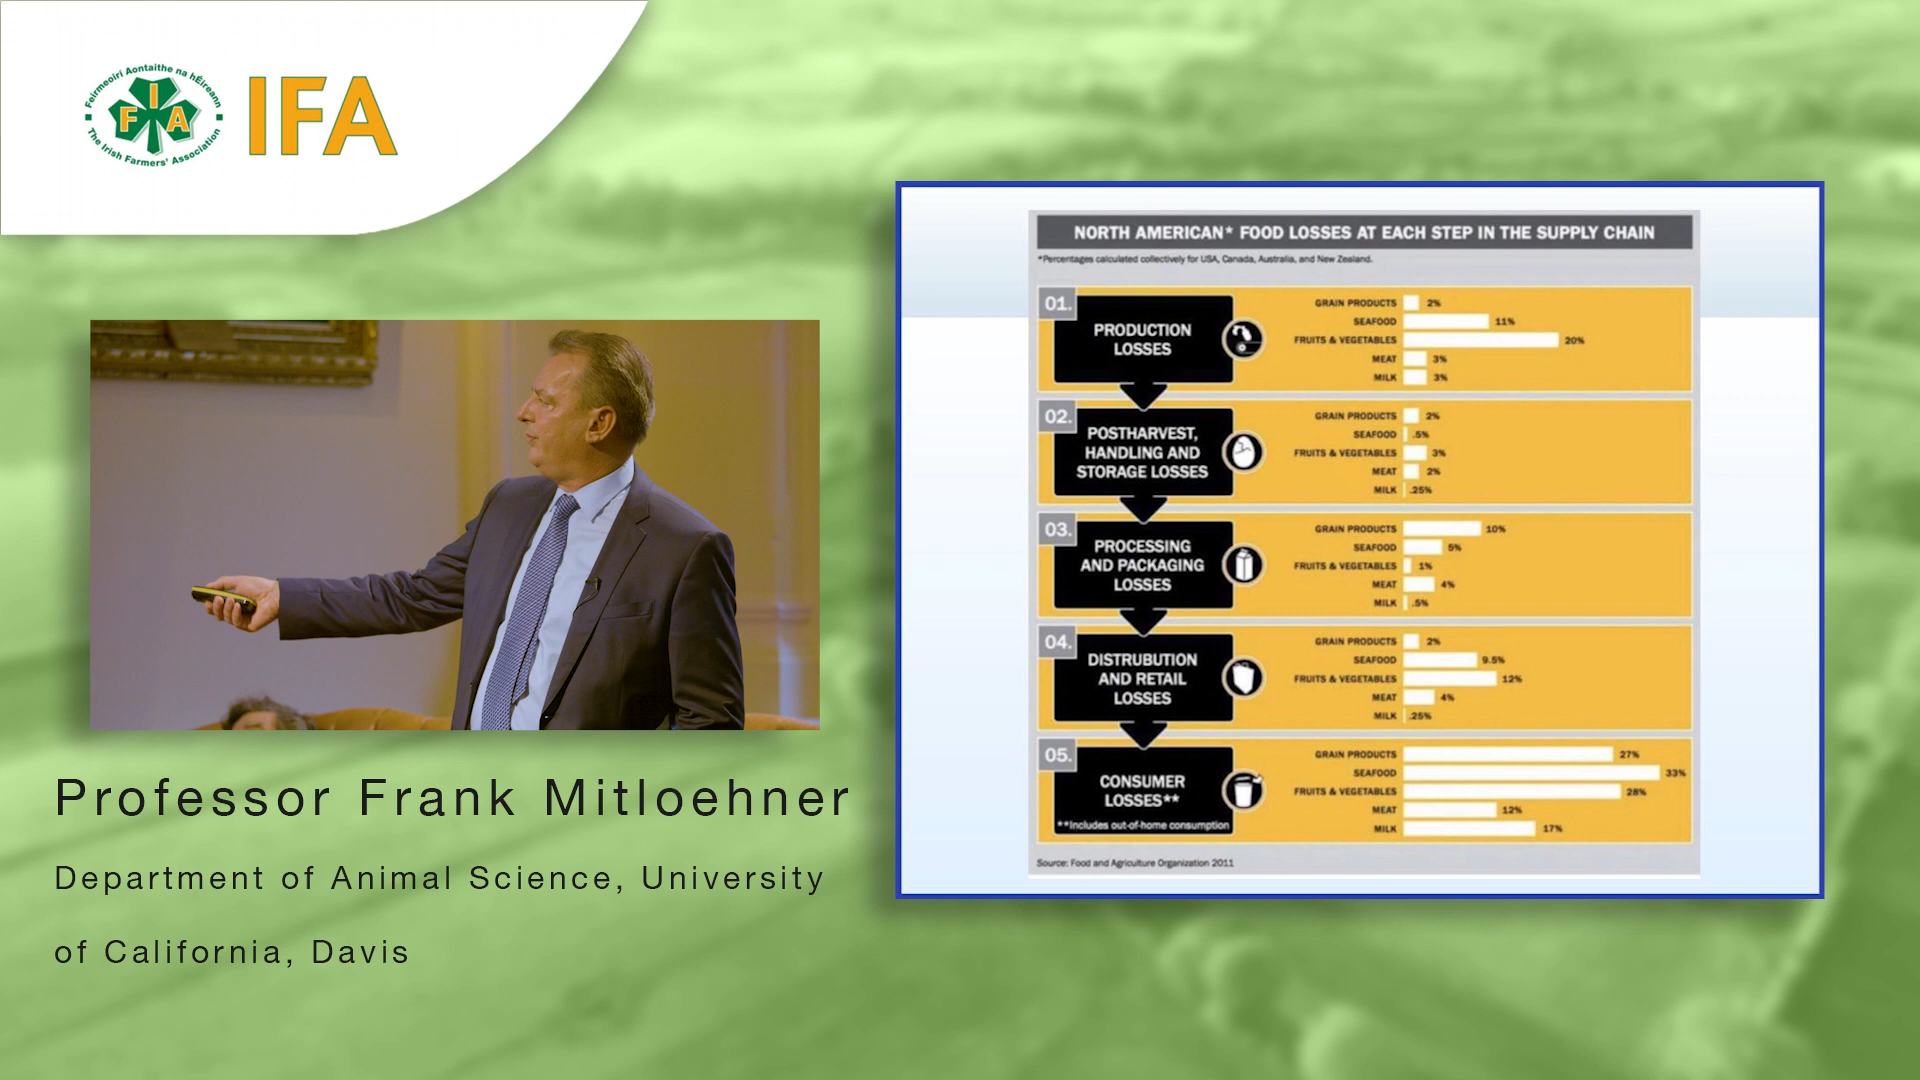 Feirmeoirí Aontaithe na hÉireann
FIA
The Irish Farmers' Association
IFA
NORTH AMERICAN* FOOD LOSSES AT EACH STEP IN THE SUPPLY CHAIN
*Percentages calculated collectively for USA, Canada, Australia, and New Zealand.
01.
PRODUCTION
LOSSES
GRAIN PRODUCTS 2%
SEAFOOD 11%
FRUITS & VEGETABLES 20%
MEAT 3%
MILK 3%
02.
POSTHARVEST,
HANDLING AND
STORAGE LOSSES
GRAIN PRODUCTS 2%
SEAFOOD .5%
FRUITS & VEGETABLES 3%
MEAT 2%
MILK .25%
03.
PROCESSING
AND PACKAGING
LOSSES
GRAIN PRODUCTS 10%
SEAFOOD 5%
FRUITS & VEGETABLES 1%
MEAT 4%
MILK .5%
04.
DISTRUBUTION
AND RETAIL
LOSSES
GRAIN PRODUCTS 2%
SEAFOOD 9.5%
FRUITS & VEGETABLES 12%
MEAT 4%
MILK .25%
05.
CONSUMER
LOSSES**
**Includes out-of-home consumption
GRAIN PRODUCTS 27%
SEAFOOD 33%
FRUITS & VEGETABLES 28%
MEAT 12%
MILK 17%
Source: Food and Agriculture Organization 2011
Professor Frank Mitloehner
Department of Animal Science, University
of California, Davis